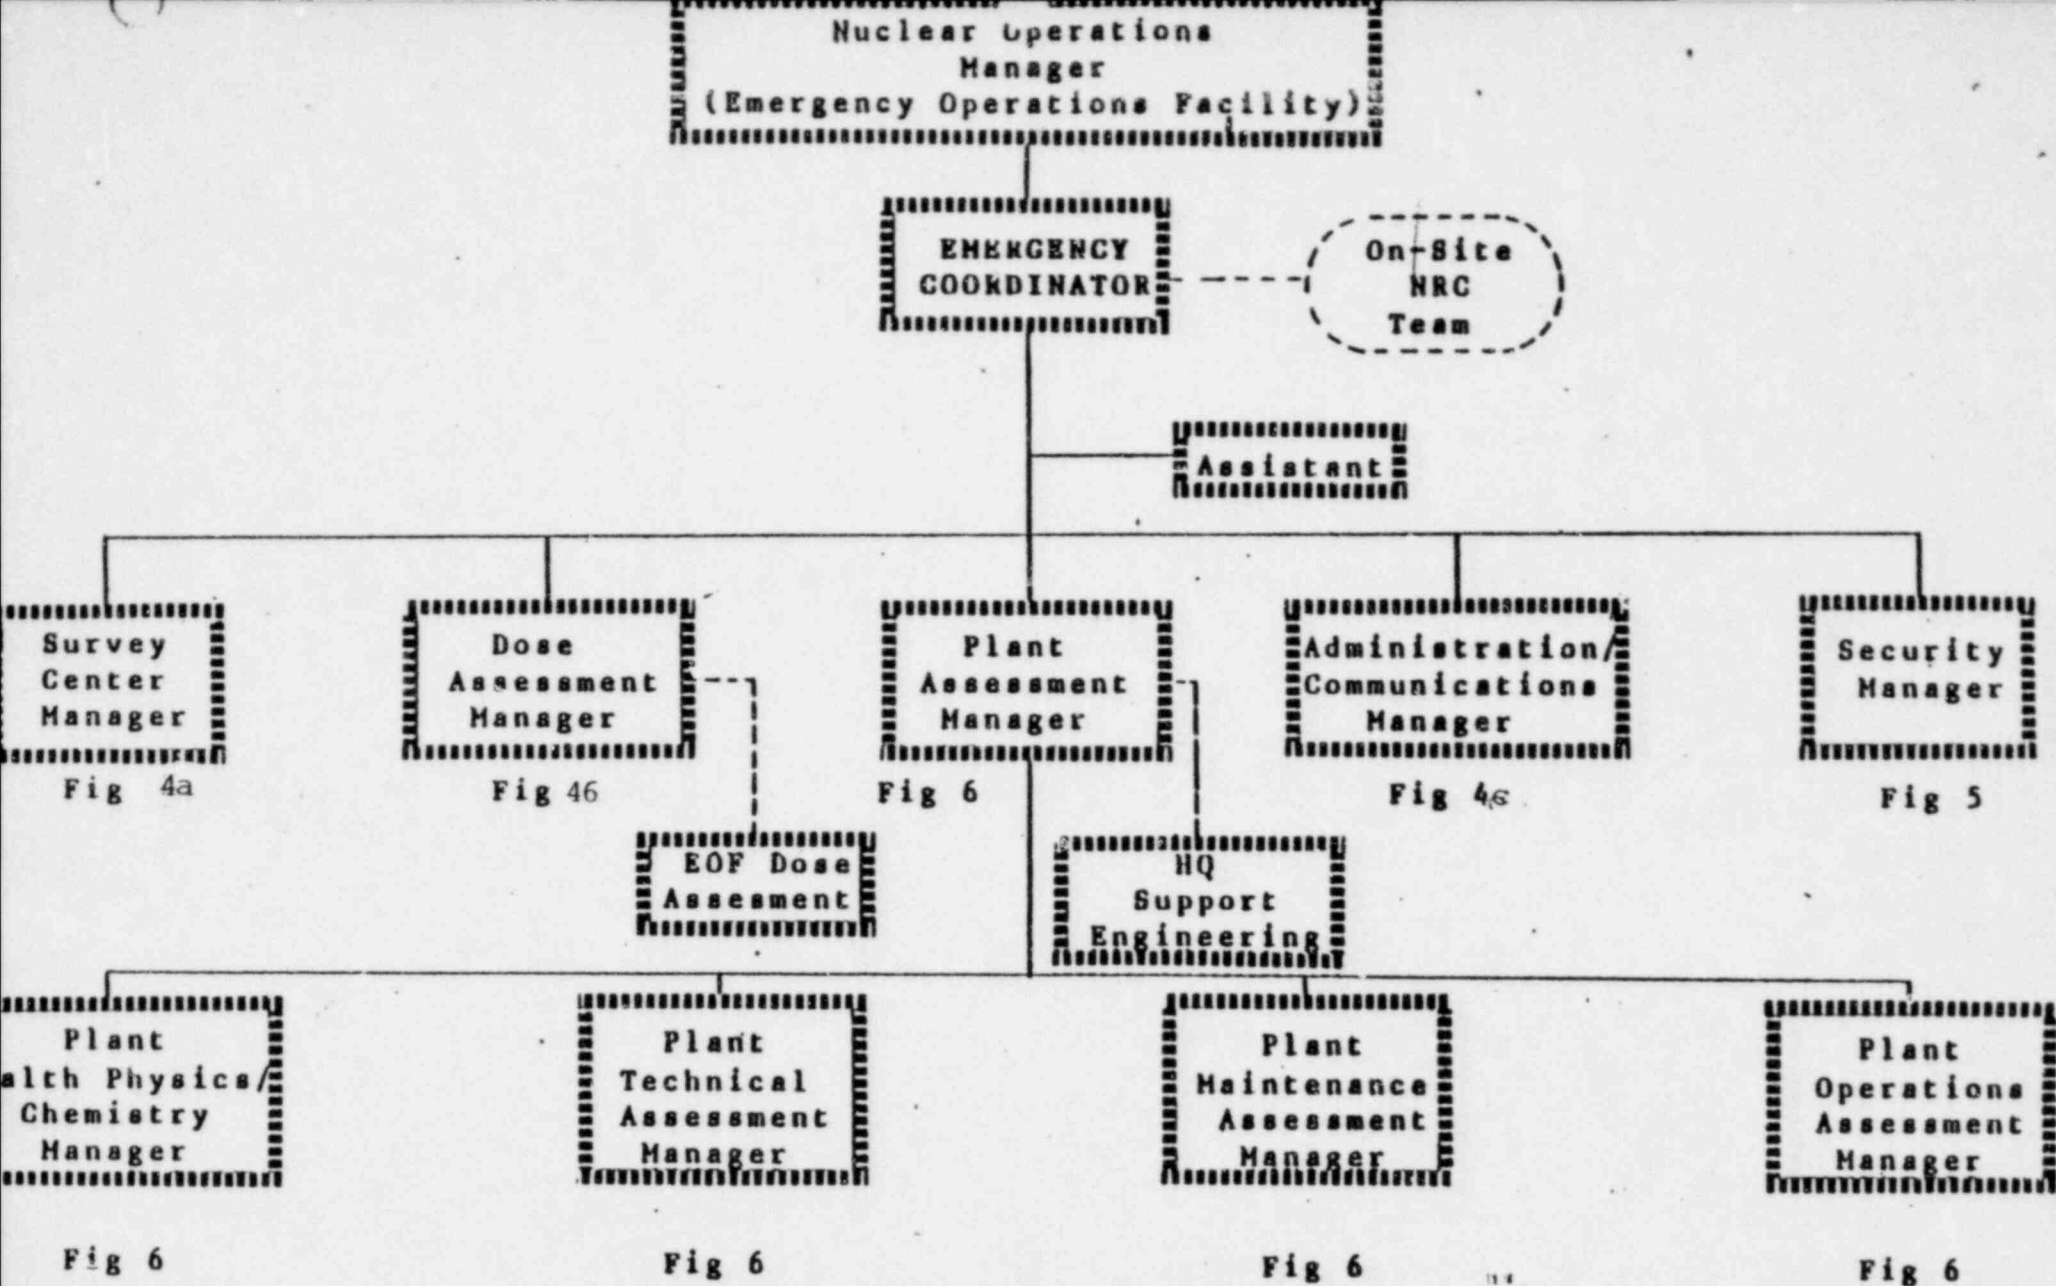 Nuclear Operations
Manager
(Emergency Operations Facility)
EMERGENCY
COORDINATOR
On-Site
NRC
Team
Assistant
Survey
Center
Manager
Fig 4a
Dose
Assessment
Manager
Fig 46
Plant
Assessment
Manager
Fig 6
Administration/
Communications
Manager
Fig 4c
Security
Manager
Fig 5
EOF Dose
Assesment
HQ
Support
Engineering
Plant
alth Physics/
Chemistry
Manager
Fig 6
Plant
Technical
Assessment
Manager
Fig 6
Plant
Maintenance
Assessment
Manager
Fig 6
Plant
Operations
Assessment
Manager
Fig 6